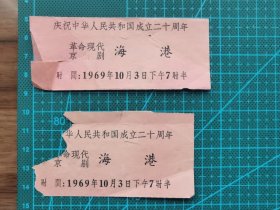 庆祝中华人民共和国成立二十周年
革命现代
京　剧　海　港
时　间:1969年10月3日下午7时半
80
华人民共和国成立二十周年
革命现代
京　剧　海　港
时　间:1969年10月3日下午7时半